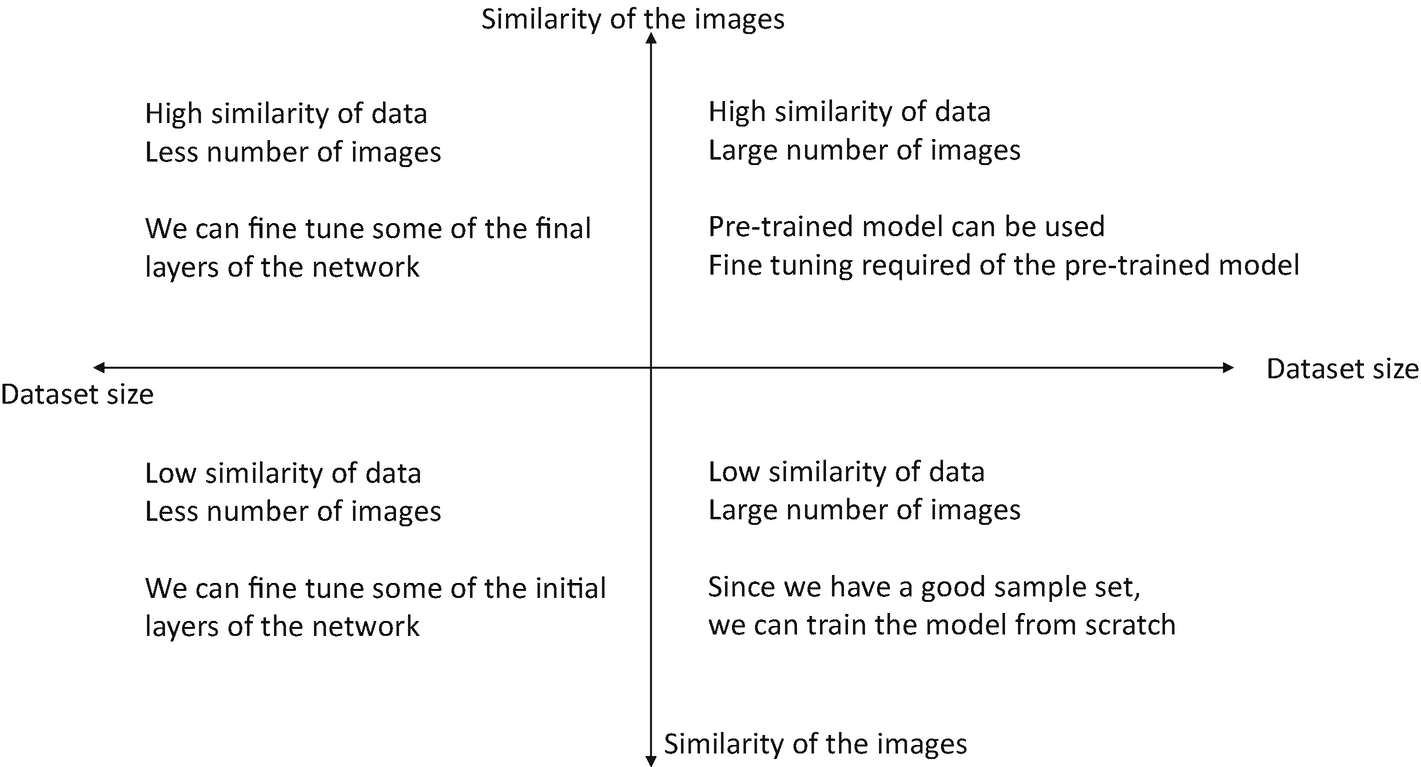 Similarity of the images
High similarity of data
Less number of images
We can fine tune some of the final
layers of the network
High similarity of data
Large number of images
Pre-trained model can be used
Fine tuning required of the pre-trained model
Dataset size
Dataset size
Low similarity of data
Less number of images
We can fine tune some of the initial
layers of the network
Low similarity of data
Large number of images
Since we have a good sample set,
we can train the model from scratch
Similarity of the images